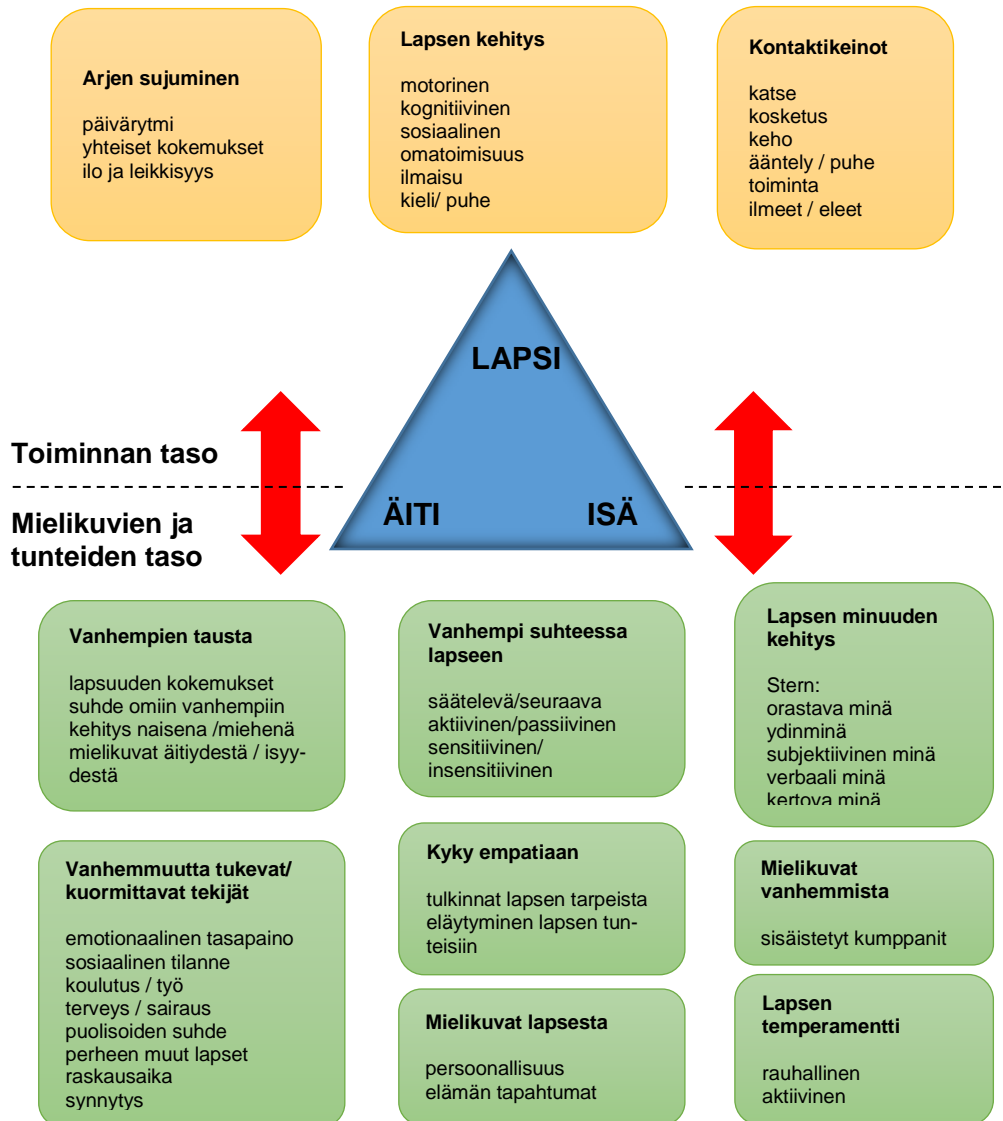 Arjen sujuminen
päivärytmi
yhteiset kokemukset
ilo ja leikkisyys
Lapsen kehitys
motorinen
kognitiivinen
sosiaalinen
omatoimisuus
ilmaisu
kieli/ puhe
Kontaktikeinot
katse
kosketus
keho
ääntely / puhe
toiminta
ilmeet / eleet
LAPSI
ÄITI
ISÄ
Toiminnan taso
Mielikuvien ja
tunteiden taso
Vanhempien tausta
lapsuuden kokemukset
suhde omiin vanhempiin
kehitys naisena /miehenä
mielikuvat äitiydestä / isyy-
destä
Vanhempi suhteessa
lapseen
säätelevä/seuraava
aktiivinen/passiivinen
sensitiivinen/
insensitiivinen
Lapsen minuuden
kehitys
Stern:
orastava minä
ydinminä
subjektiivinen minä
verbaali minä
kertova minä
Vanhemmuutta tukevat/
kuormittavat tekijät
emotionaalinen tasapaino
sosiaalinen tilanne
koulutus / työ
terveys / sairaus
puolisoiden suhde
perheen muut lapset
raskausaika
synnytys
Kyky empatiaan
tulkinnat lapsen tarpeista
eläytyminen lapsen tun-
teisiin
Mielikuvat
vanhemmista
sisäistetyt kumppanit
Mielikuvat lapsesta
persoonallisuus
elämän tapahtumat
Lapsen
temperamentti
rauhallinen
aktiivinen